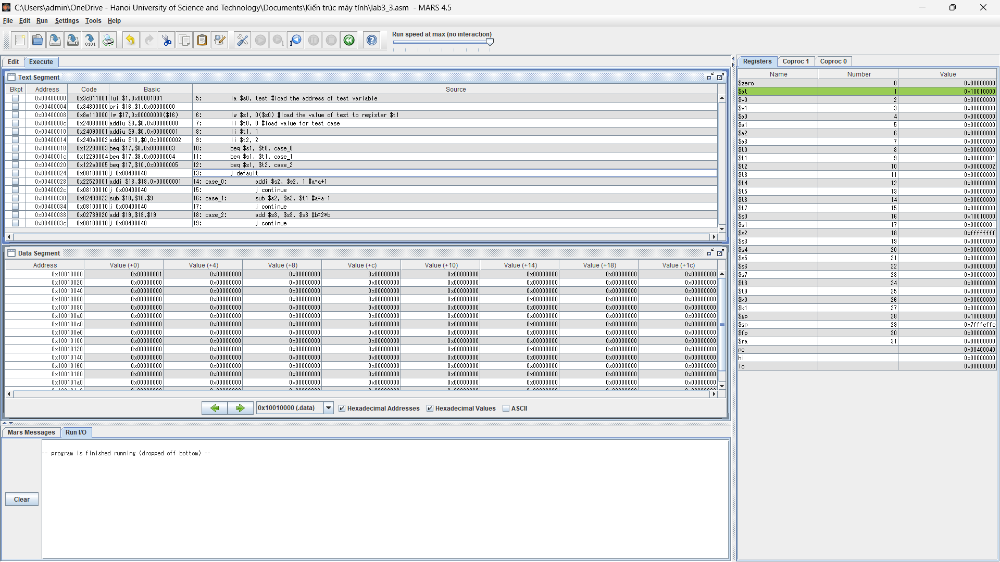 C:\Users\admin\OneDrive - Hanoi University of Science and Technology\Documents\Kiến trúc máy tính\lab3_3.asm - MARS 4.5
File Edit Run Settings Tools Help
Run speed at max (no interaction)
Edit Execute
Text Segment
Bkpt Address Code Basic Source
0x00400000 0x3c011001 lui $1,0x00001001 5: la $s0, test #load the address of test variable
0x00400004 0x34300000 ori $16,$1,0x00000000
0x00400008 0x8e110000 lw $17,0x00000000($16) 6: lw $s1, 0($s0) #load the value of test to register $t1
0x0040000c 0x24080000 addiu $8,$0,0x00000000 7: li $t0, 0 #load value for test case
0x00400010 0x24090001 addiu $9,$0,0x00000001 8: li $t1, 1
0x00400014 0x240a0002 addiu $10,$0,0x00000002 9: li $t2, 2
0x00400018 0x12280003 beq $17,$8,0x00000003 10: beq $s1, $t0, case_0
0x0040001c 0x12290004 beq $17,$9,0x00000004 11: beq $s1, $t1, case_1
0x00400020 0x122a0005 beq $17,$10,0x00000005 12: beq $s1, $t2, case_2
0x00400024 0x08100010 j 0x00400040 13: j default
0x00400028 0x22520001 addi $18,$18,0x00000001 14: case_0: addi $s2, $s2, 1 #a=a+1
0x0040002c 0x08100010 j 0x00400040 15: j continue
0x00400030 0x02499022 sub $18,$18,$9 16: case_1: sub $s2, $s2, $t1 #a=a-1
0x00400034 0x08100010 j 0x00400040 17: j continue
0x00400038 0x02739820 add $19,$19,$19 18: case_2: add $s3, $s3, $s3 #b=2*b
0x0040003c 0x08100010 j 0x00400040 19: j continue
Data Segment
Address Value (+0) Value (+4) Value (+8) Value (+c) Value (+10) Value (+14) Value (+18) Value (+1c)
0x10010000 0x00000001 0x00000000 0x00000000 0x00000000 0x00000000 0x00000000 0x00000000 0x00000000
0x10010020 0x00000000 0x00000000 0x00000000 0x00000000 0x00000000 0x00000000 0x00000000 0x00000000
0x10010040 0x00000000 0x00000000 0x00000000 0x00000000 0x00000000 0x00000000 0x00000000 0x00000000
0x10010060 0x00000000 0x00000000 0x00000000 0x00000000 0x00000000 0x00000000 0x00000000 0x00000000
0x10010080 0x00000000 0x00000000 0x00000000 0x00000000 0x00000000 0x00000000 0x00000000 0x00000000
0x100100a0 0x00000000 0x00000000 0x00000000 0x00000000 0x00000000 0x00000000 0x00000000 0x00000000
0x100100c0 0x00000000 0x00000000 0x00000000 0x00000000 0x00000000 0x00000000 0x00000000 0x00000000
0x100100e0 0x00000000 0x00000000 0x00000000 0x00000000 0x00000000 0x00000000 0x00000000 0x00000000
0x10010100 0x00000000 0x00000000 0x00000000 0x00000000 0x00000000 0x00000000 0x00000000 0x00000000
0x10010120 0x00000000 0x00000000 0x00000000 0x00000000 0x00000000 0x00000000 0x00000000 0x00000000
0x10010140 0x00000000 0x00000000 0x00000000 0x00000000 0x00000000 0x00000000 0x00000000 0x00000000
0x10010160 0x00000000 0x00000000 0x00000000 0x00000000 0x00000000 0x00000000 0x00000000 0x00000000
0x10010180 0x00000000 0x00000000 0x00000000 0x00000000 0x00000000 0x00000000 0x00000000 0x00000000
0x100101a0 0x00000000 0x00000000 0x00000000 0x00000000 0x00000000 0x00000000 0x00000000 0x00000000
0x10010000 (.data) Hexadecimal Addresses Hexadecimal Values ASCII
Mars Messages Run I/O
-- program is finished running (dropped off bottom) --
Clear
Registers Coproc 1 Coproc 0
Name Number Value
$zero 0 0x00000000
$at 1 0x10010000
$v0 2 0x00000000
$v1 3 0x00000000
$a0 4 0x00000000
$a1 5 0x00000000
$a2 6 0x00000000
$a3 7 0x00000000
$t0 8 0x00000000
$t1 9 0x00000001
$t2 10 0x00000002
$t3 11 0x00000000
$t4 12 0x00000000
$t5 13 0x00000000
$t6 14 0x00000000
$t7 15 0x00000000
$s0 16 0x10010000
$s1 17 0x00000001
$s2 18 0xffffffff
$s3 19 0x00000000
$s4 20 0x00000000
$s5 21 0x00000000
$s6 22 0x00000000
$s7 23 0x00000000
$t8 24 0x00000000
$t9 25 0x00000000
$k0 26 0x00000000
$k1 27 0x00000000
$gp 28 0x10008000
$sp 29 0x7fffeffc
$fp 30 0x00000000
$ra 31 0x00000000
pc 0x00400040
hi 0x00000000
lo 0x00000000